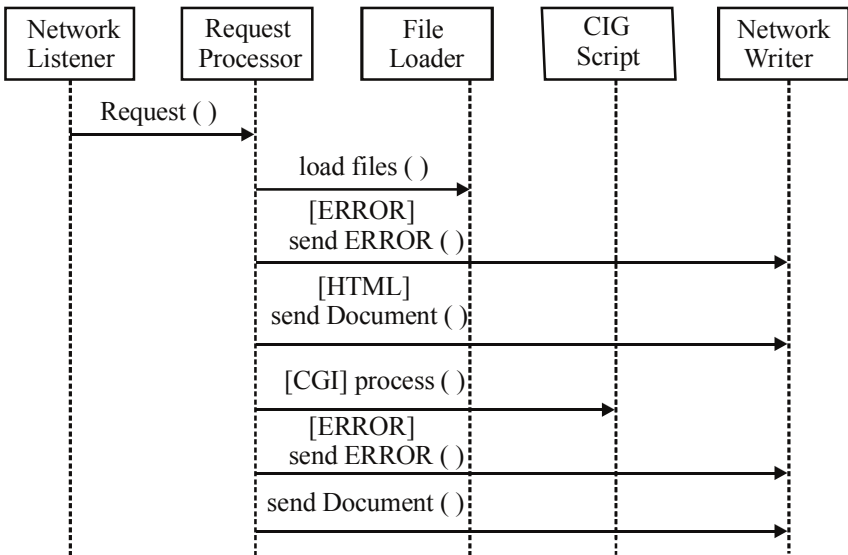 Network
Listener
Request
Processor
File
Loader
CIG
Script
Network
Writer
Request ( )
load files ( )
[ERROR]
send ERROR ( )
[HTML]
send Document ( )
[CGI] process ( )
[ERROR]
send ERROR ( )
send Document ( )